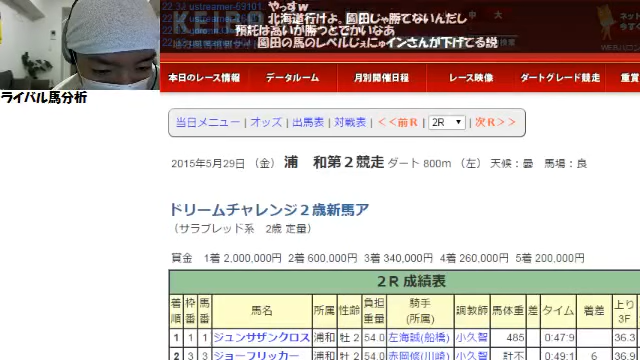 22 3J ustreamer-69101:
やっすw
北海道行けよ。園田じゃ勝てないんだし
預託は高いが勝つとでかいなあ
園田の馬のレベルじゅにゅインさんが下げてる説
ライバル馬分析
本日のレース情報 データルーム 月別開催日程 レース映像 ダートグレード競走 重賞
当日メニュー | オッズ | 出馬表 | 対戦表 | <<前R | 2R | 次R>>
2015年5月29日 （金） 浦 和第２競走 ダート 800m （左） 天候：曇 馬場：良
ドリームチャレンジ２歳新馬ア
（サラブレッド系 2歳 定量）
賞金 1着 2,000,000円 2着 600,000円 3着 340,000円 4着 260,000円 5着 200,000円
２Ｒ 成績表
着順 枠番 馬番 馬名 所属 性齢 負担重量 騎手(所属) 調教師 馬体重 差 タイム 着差 上り3F
1 1 1 ジュンサザンクロス 浦和 牡 2 54.0 左海誠(船橋) 小久智 485 0:47:9 36.3
2 3 3 ジョーフリッカー 浦和 牡 2 54.0 赤岡修(川崎) 小久智 計不 0:49:1 6